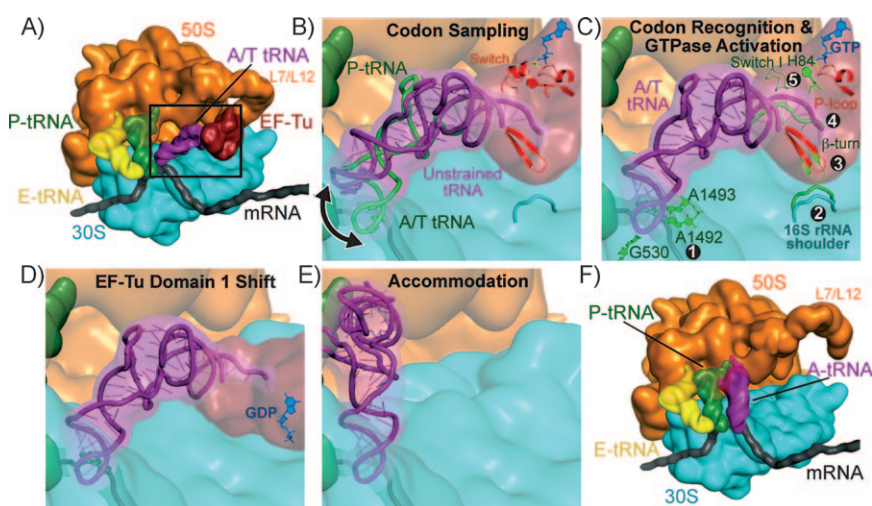 A)
50S
A/T tRNA
L7/L12
P-tRNA
EF-Tu
E-tRNA
mRNA
30S
B)
Codon Sampling
P-tRNA
Switch I
Unstrained
tRNA
A/T tRNA
C)
Codon Recognition &
GTPase Activation
GTP
Switch I H84
5
A/T
tRNA
P-loop
4
β-turn
3
A1493
2
16S rRNA
shoulder
G530
A1492
1
D)
EF-Tu Domain 1 Shift
GDP
E)
Accommodation
F)
50S
L7/L12
P-tRNA
A-tRNA
E-tRNA
mRNA
30S